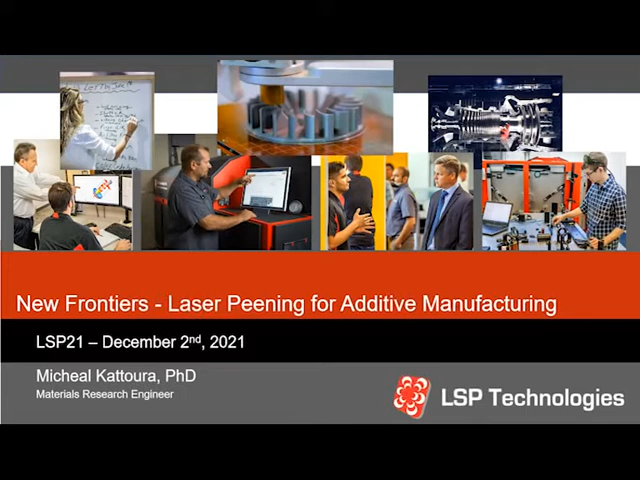 New Frontiers - Laser Peening for Additive Manufacturing
LSP21 – December 2nd, 2021
Micheal Kattoura, PhD
Materials Research Engineer
LSP Technologies